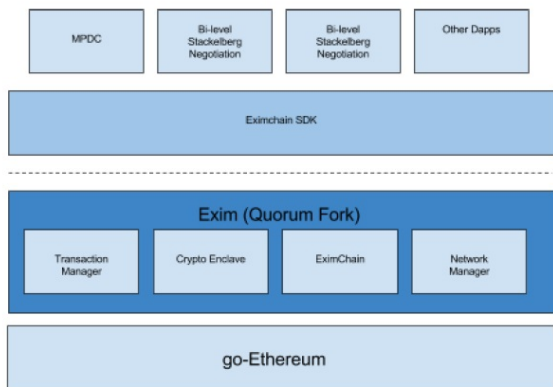 MPDC
Bi-level
Stackelberg
Negotiation
Bi-level
Stackelberg
Negotiation
Other Dapps
Eximchain SDK
Exim (Quorum Fork)
Transaction
Manager
Crypto Enclave
EximChain
Network
Manager
go-Ethereum